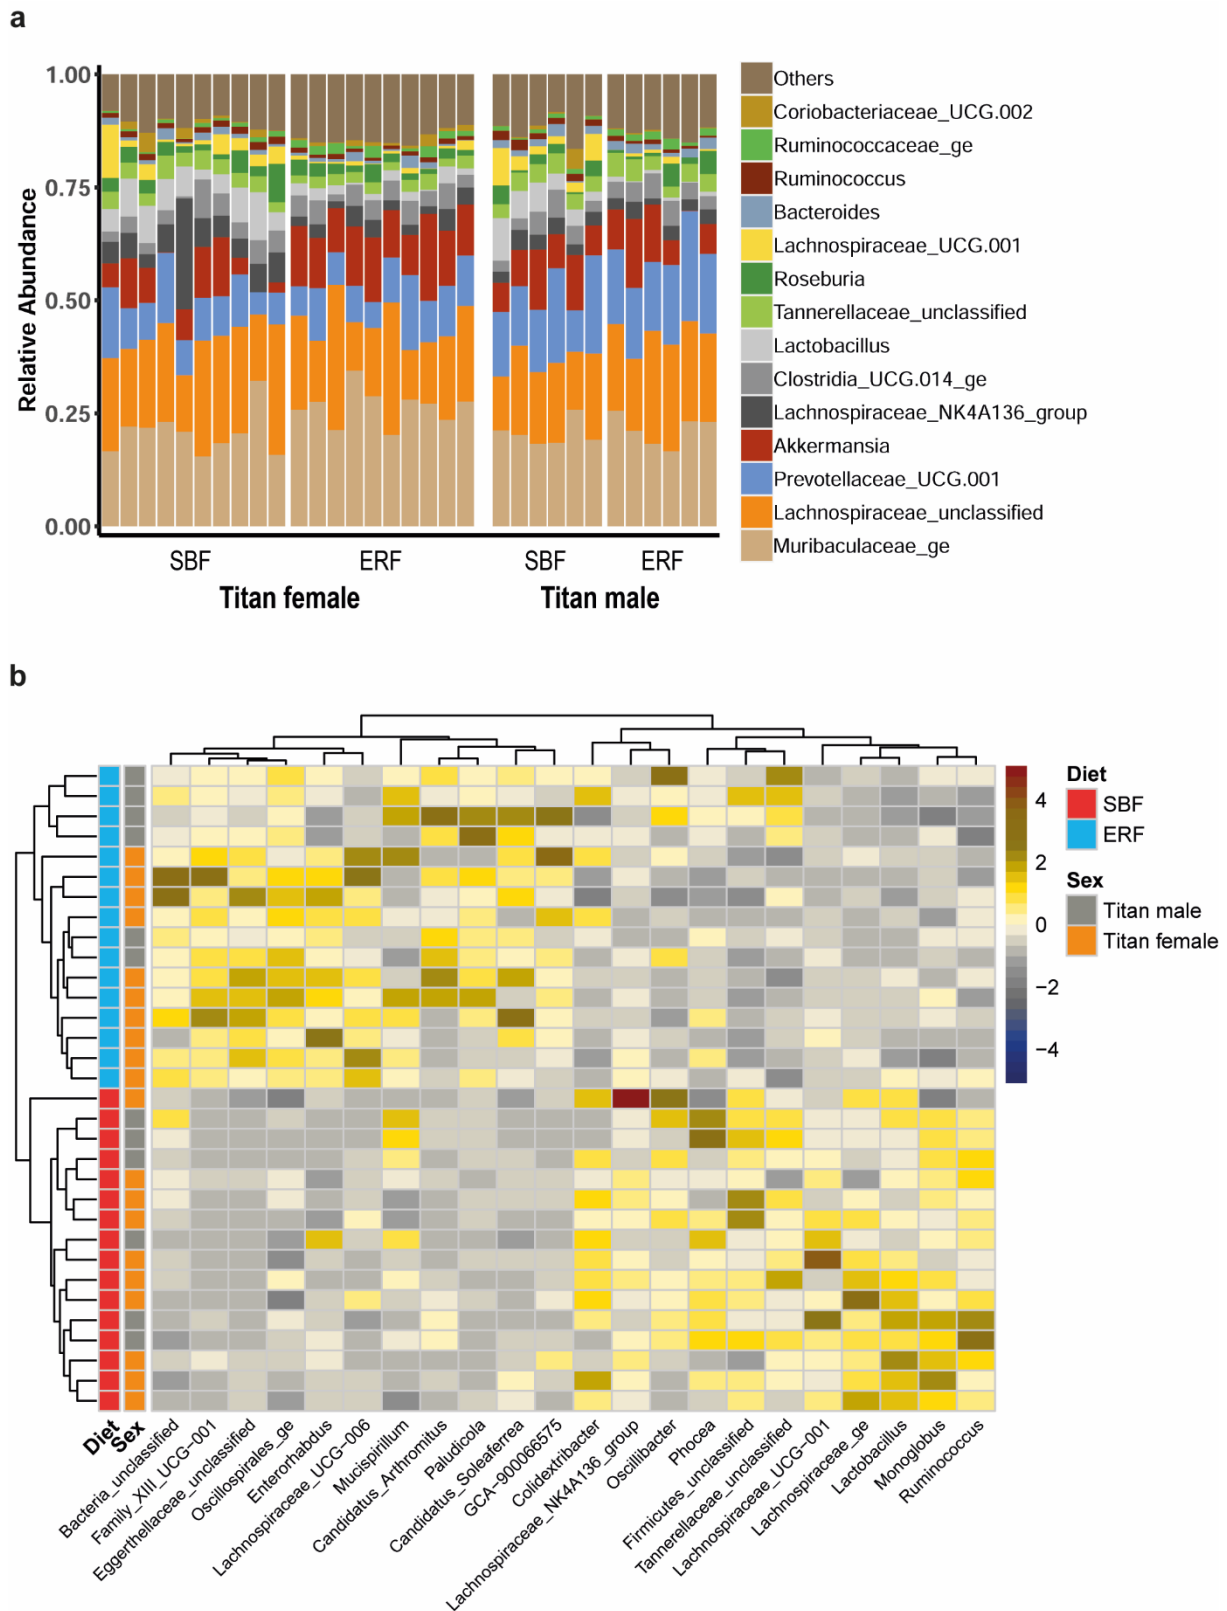 a
1.00
0.75
0.50
0.25
0.00
Relative Abundance
SBF
ERF
SBF
ERF
Titan female
Titan male
Others
Coriobacteriaceae_UCG.002
Ruminococcaceae_ge
Ruminococcus
Bacteroides
Lachnospiraceae_UCG.001
Roseburia
Tannerellaceae_unclassified
Lactobacillus
Clostridia_UCG.014_ge
Lachnospiraceae_NK4A136_group
Akkermansia
Prevotellaceae_UCG.001
Lachnospiraceae_unclassified
Muribaculaceae_ge
b
4
2
0
−2
−4
Diet
SBF
ERF
Sex
Titan male
Titan female
Diet
Sex
Bacteria_unclassified
Family_XIII_UCG-001
Eggerthellaceae_unclassified
Oscillospirales_ge
Enterorhabdus
Lachnospiraceae_UCG-006
Mucispirillum
Candidatus_Arthromitus
Paludicola
Candidatus_Soleaferrea
GCA-900066575
Colidextribacter
Lachnospiraceae_NK4A136_group
Oscillibacter
Phocea
Firmicutes_unclassified
Tannerellaceae_unclassified
Lachnospiraceae_UCG-001
Lachnospiraceae_ge
Lactobacillus
Monoglobus
Ruminococcus